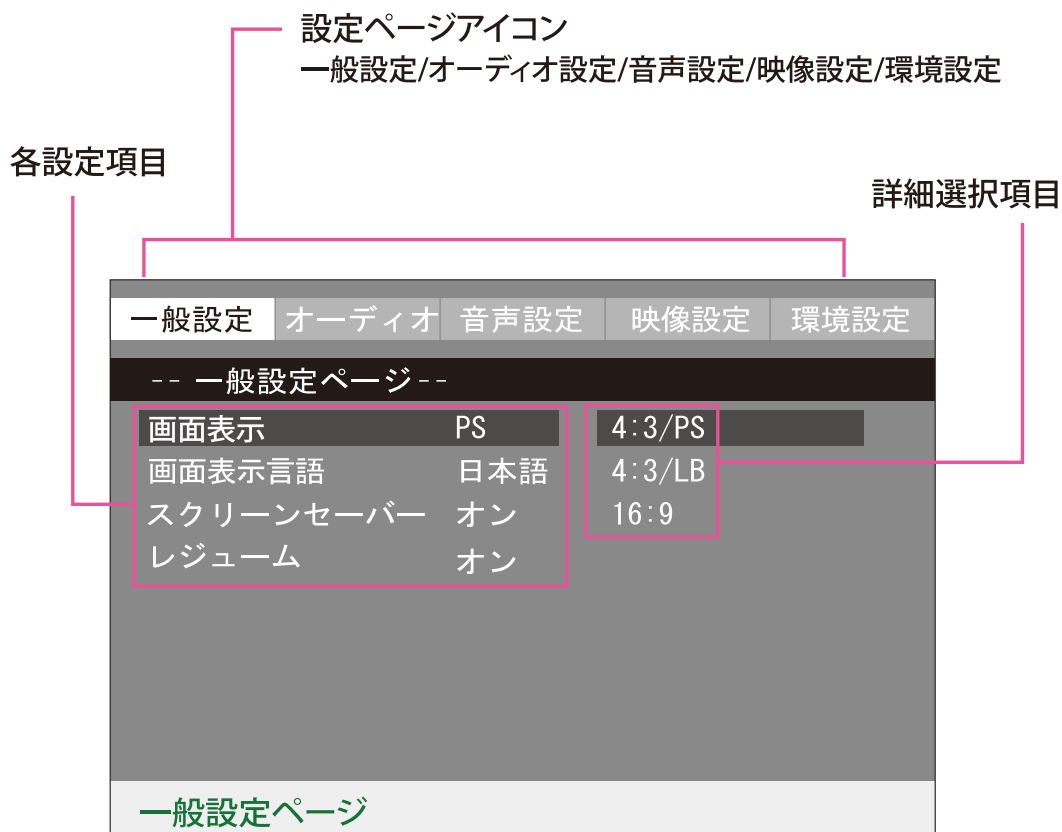 設定ページアイコン
一般設定/オーディオ設定/音声設定/映像設定/環境設定
各設定項目
詳細選択項目
一般設定 オーディオ 音声設定 映像設定 環境設定
-- 一般設定ページ--
画面表示 PS 4:3/PS
画面表示言語 日本語 4:3/LB
スクリーンセーバー オン 16:9
レジューム オン
一般設定ページ